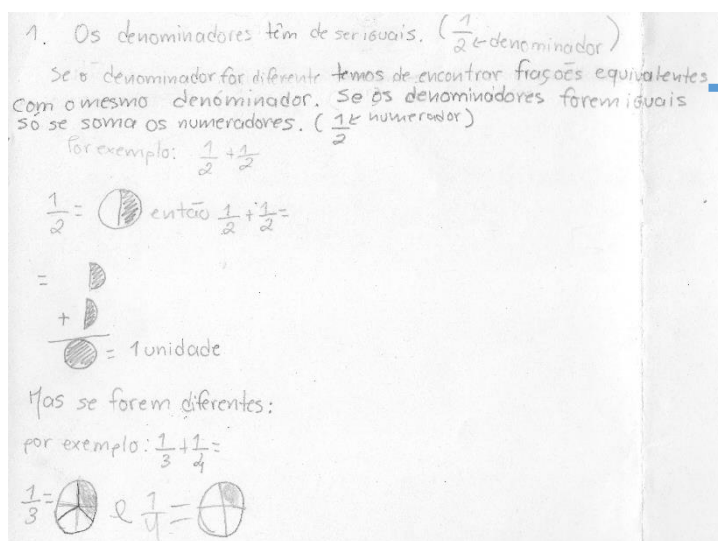 1. Os denominadores têm de ser iguais. (1/2 ← denominador)
Se o denominador for diferente temos de encontrar frações equivalentes
com o mesmo denóminador. Se os denominodores forem iguais
só se soma os numeradores. (1/2 ← numerador)
Por exemplo: 1/2 + 1/2
1/2 = então 1/2 + 1/2 =
=
+
= 1 unidade
Mas se forem diferentes:
por exemplo: 1/3 + 1/4 =
1/3 = e 1/4 =